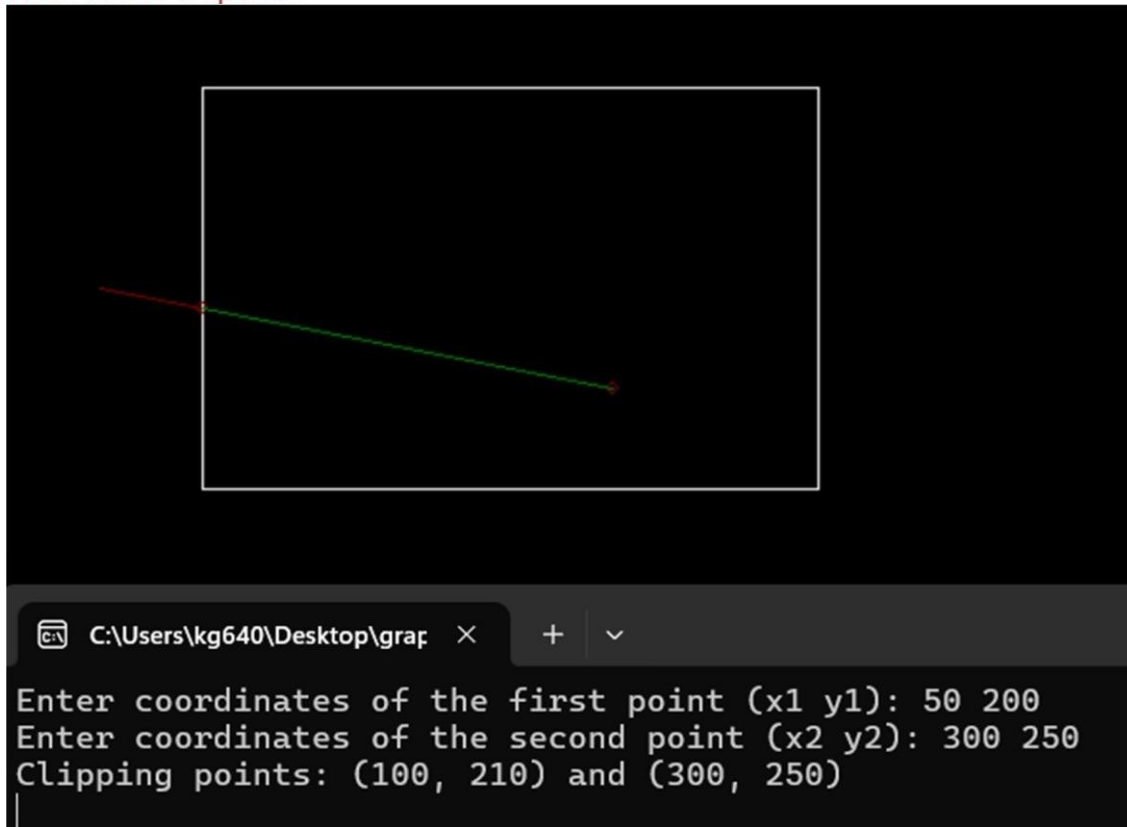 C:\Users\kg640\Desktop\grap
Enter coordinates of the first point (x1 y1): 50 200
Enter coordinates of the second point (x2 y2): 300 250
Clipping points: (100, 210) and (300, 250)